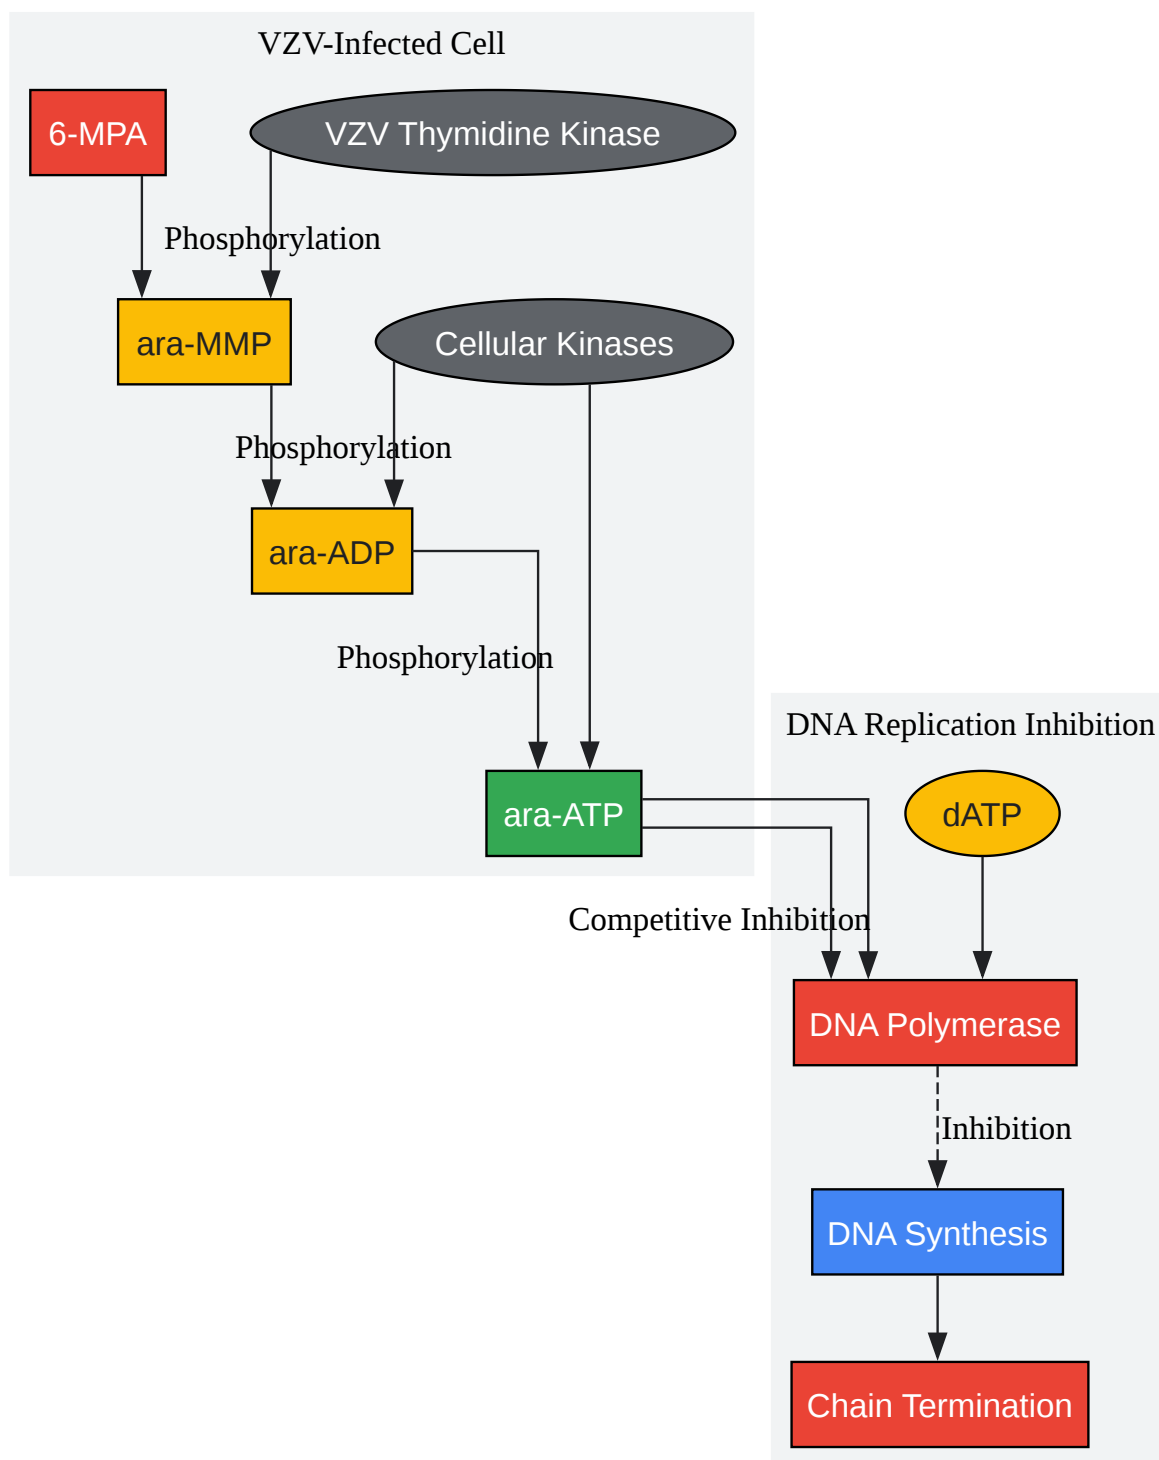 VZV-Infected Cell
6-MPA
VZV Thymidine Kinase
Phosphorylation
ara-MMP
Cellular Kinases
Phosphorylation
ara-ADP
Phosphorylation
DNA Replication Inhibition
ara-ATP
dATP
Competitive Inhibition
DNA Polymerase
Inhibition
DNA Synthesis
Chain Termination